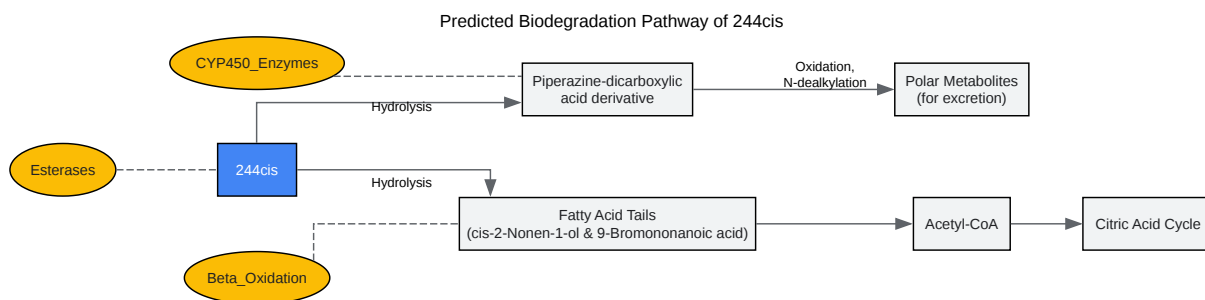 Predicted Biodegradation Pathway of 244cis
CYP450_Enzymes
Piperazine-dicarboxylic
acid derivative
Oxidation,
N-dealkylation
Polar Metabolites
(for excretion)
Hydrolysis
Esterases
244cis
Hydrolysis
Fatty Acid Tails
(cis-2-Nonen-1-ol & 9-Bromononanoic acid)
Acetyl-CoA
Citric Acid Cycle
Beta_Oxidation